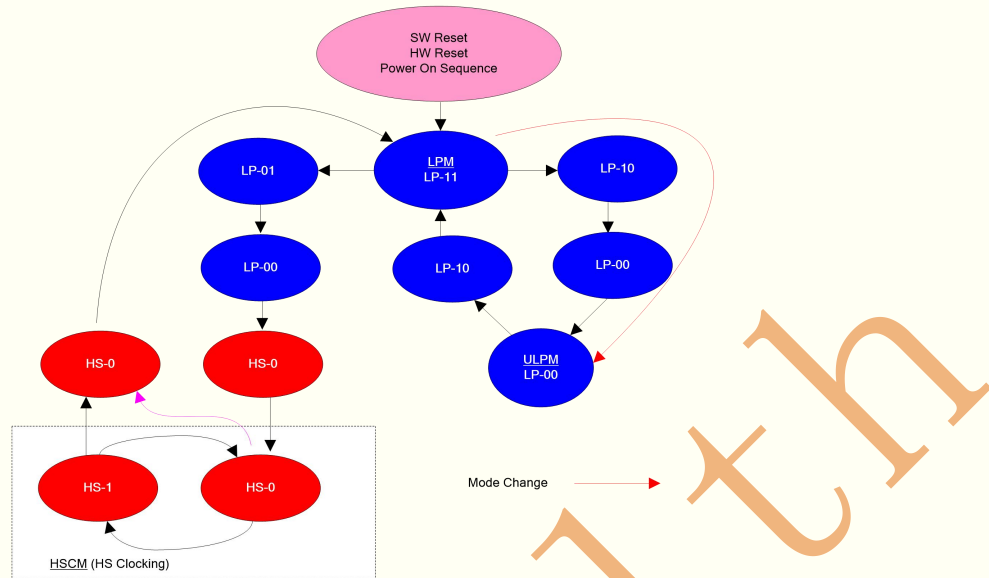 SW Reset
HW Reset
Power On Sequence
LP-01
LPM
LP-11
LP-10
LP-00
LP-10
LP-00
HS-0
HS-0
ULPM
LP-00
HS-1
HS-0
Mode Change
HSCM (HS Clocking)
lth